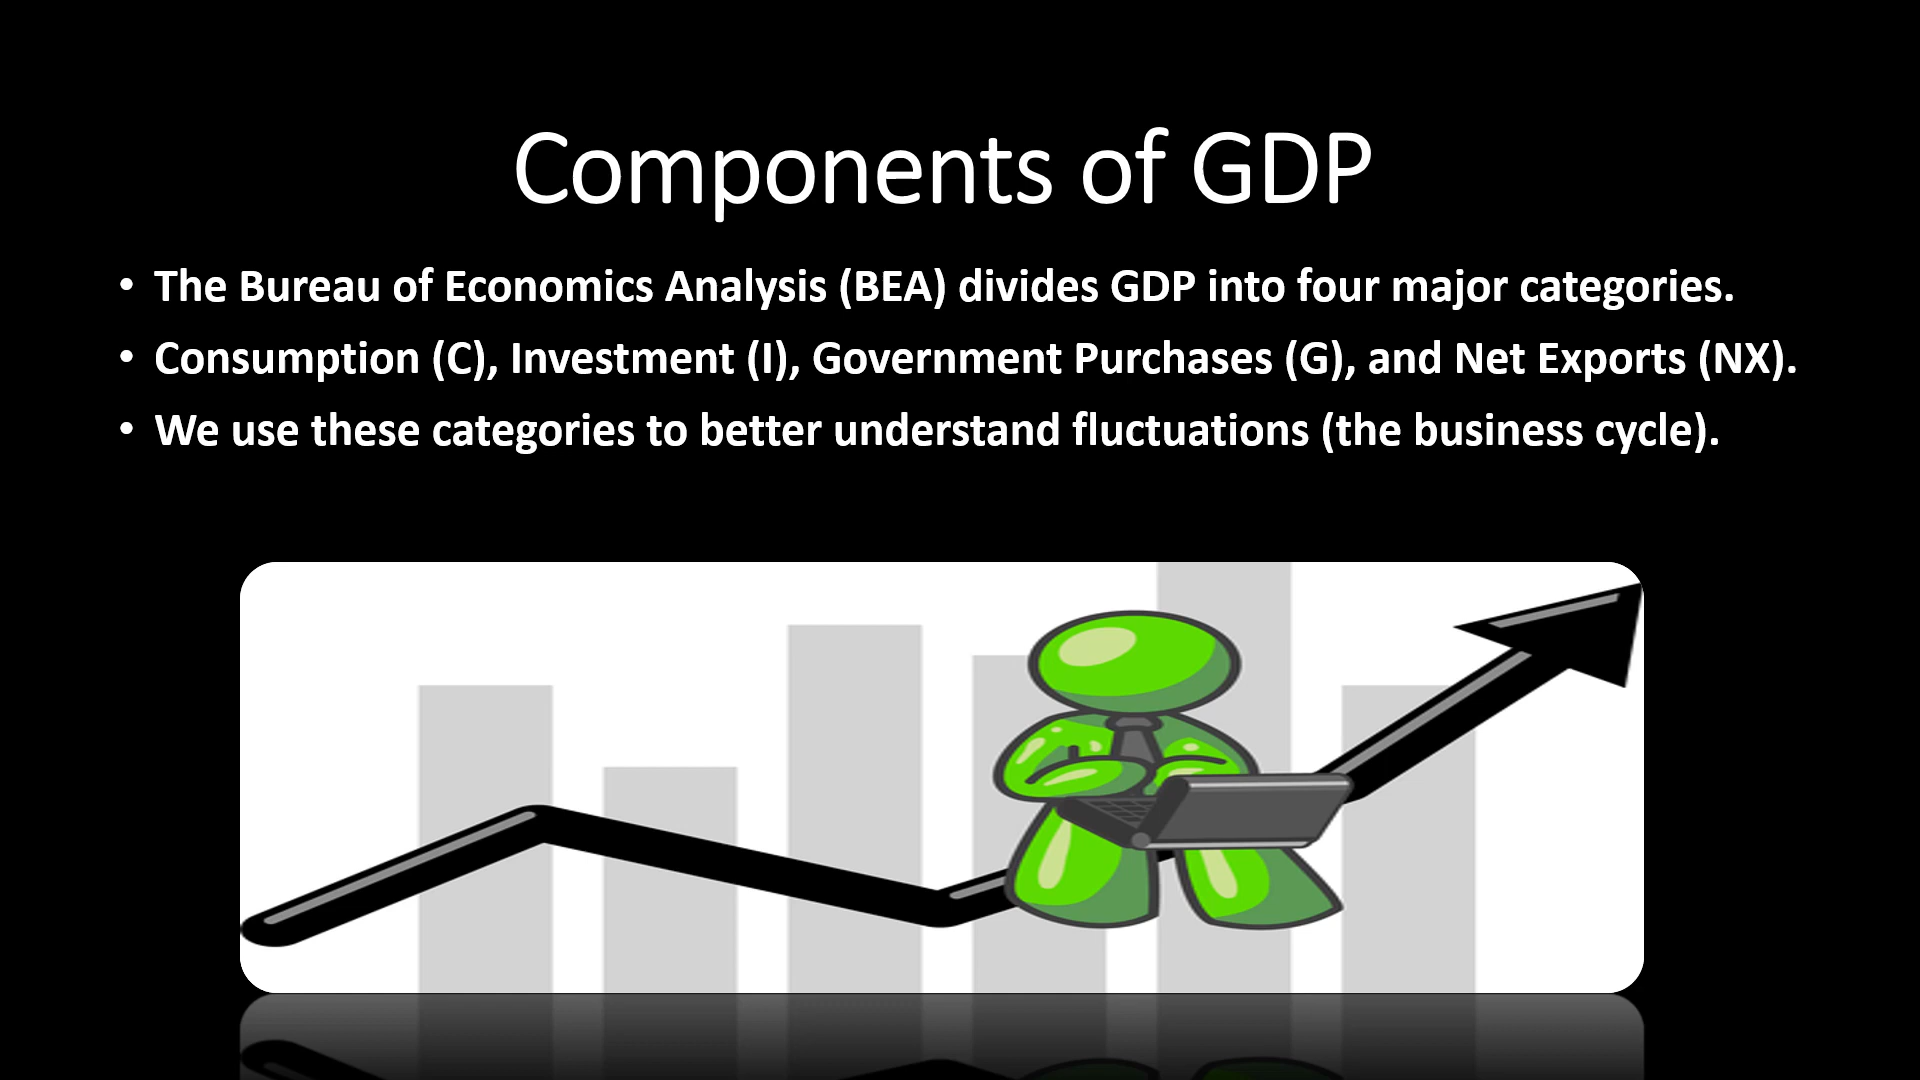 Components of GDP
• The Bureau of Economics Analysis (BEA) divides GDP into four major categories.
• Consumption (C), Investment (I), Government Purchases (G), and Net Exports (NX).
• We use these categories to better understand fluctuations (the business cycle).